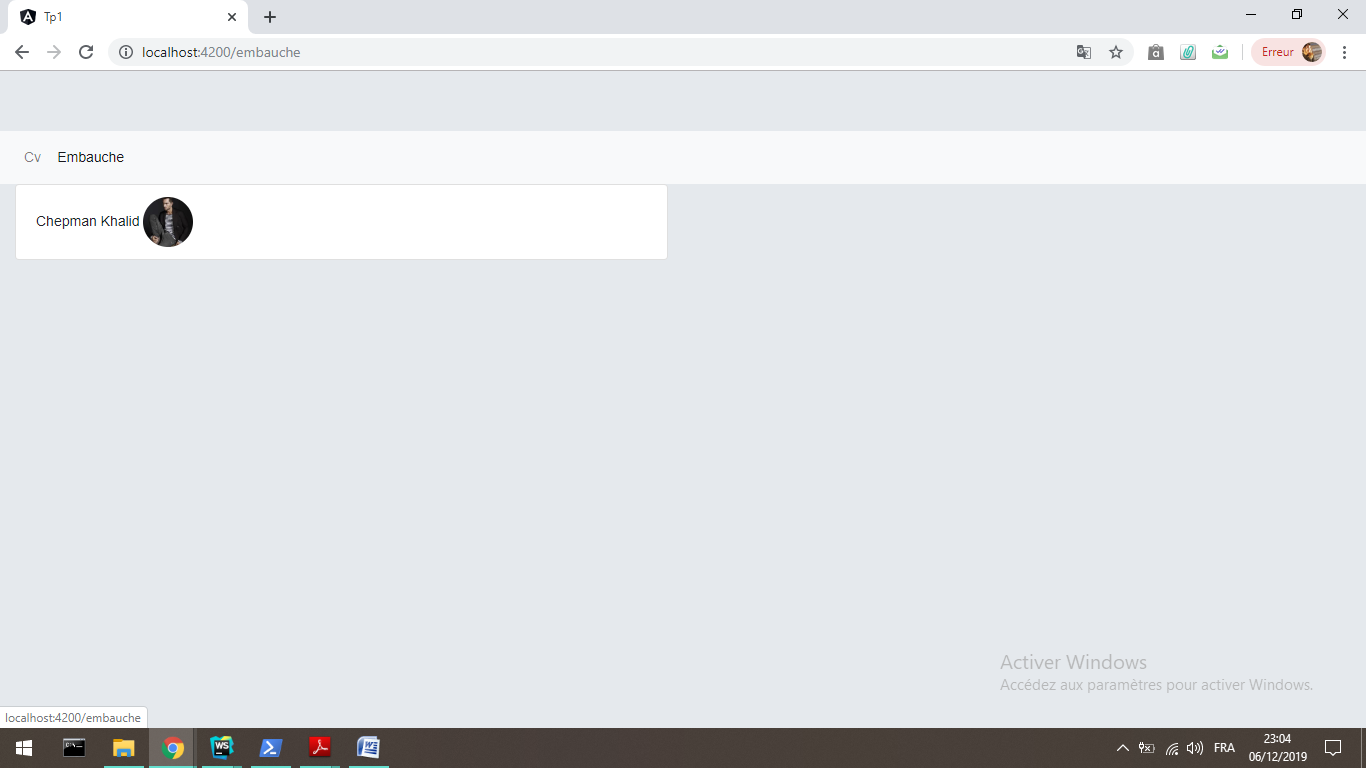 Tp1
localhost:4200/embauche
Erreur
Cv Embauche
Chepman Khalid
Activer Windows
Accédez aux paramètres pour activer Windows.
localhost:4200/embauche
WS
FRA
23:04
06/12/2019